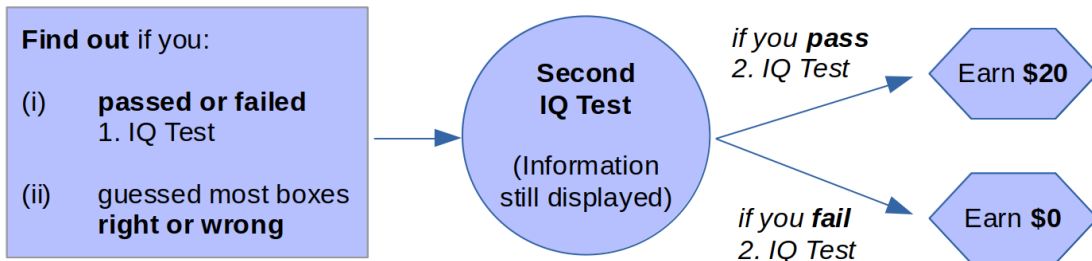 Find out if you:
(i) passed or failed
1. IQ Test
(ii) guessed most boxes
right or wrong
Second
IQ Test
(Information
still displayed)
if you pass
2. IQ Test
Earn $20
if you fail
2. IQ Test
Earn $0